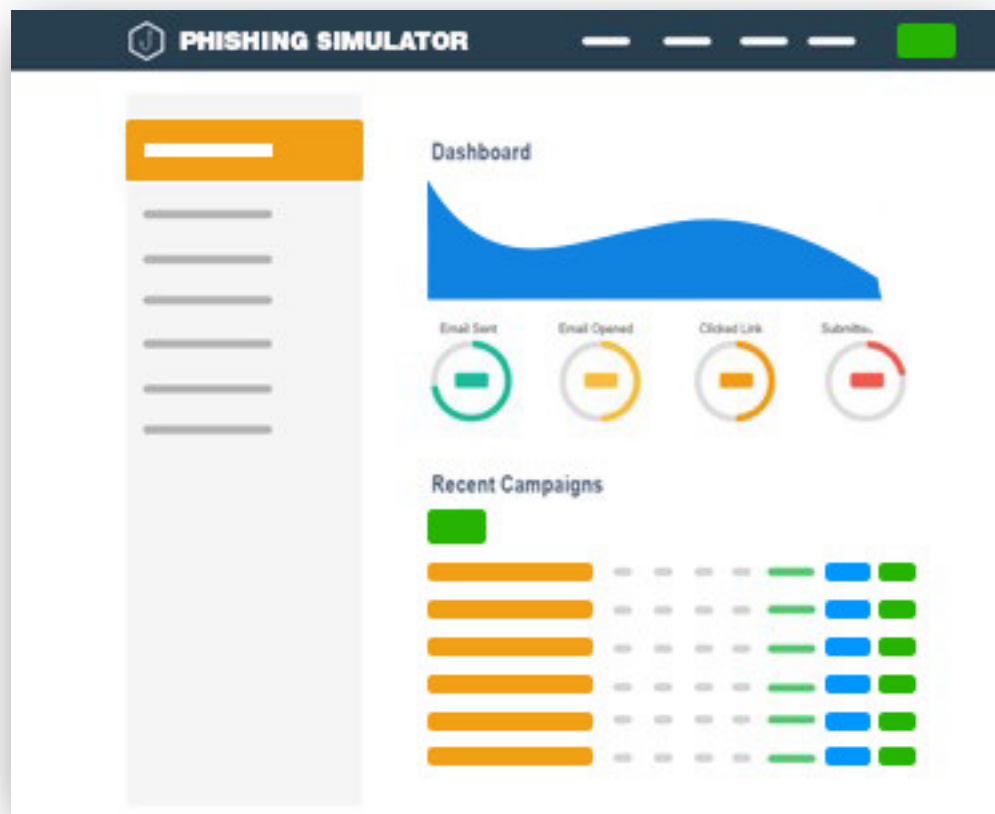 PHISHING SIMULATOR
Dashboard
Email Sent
Email Opened
Clicked Link
Recent Campaigns